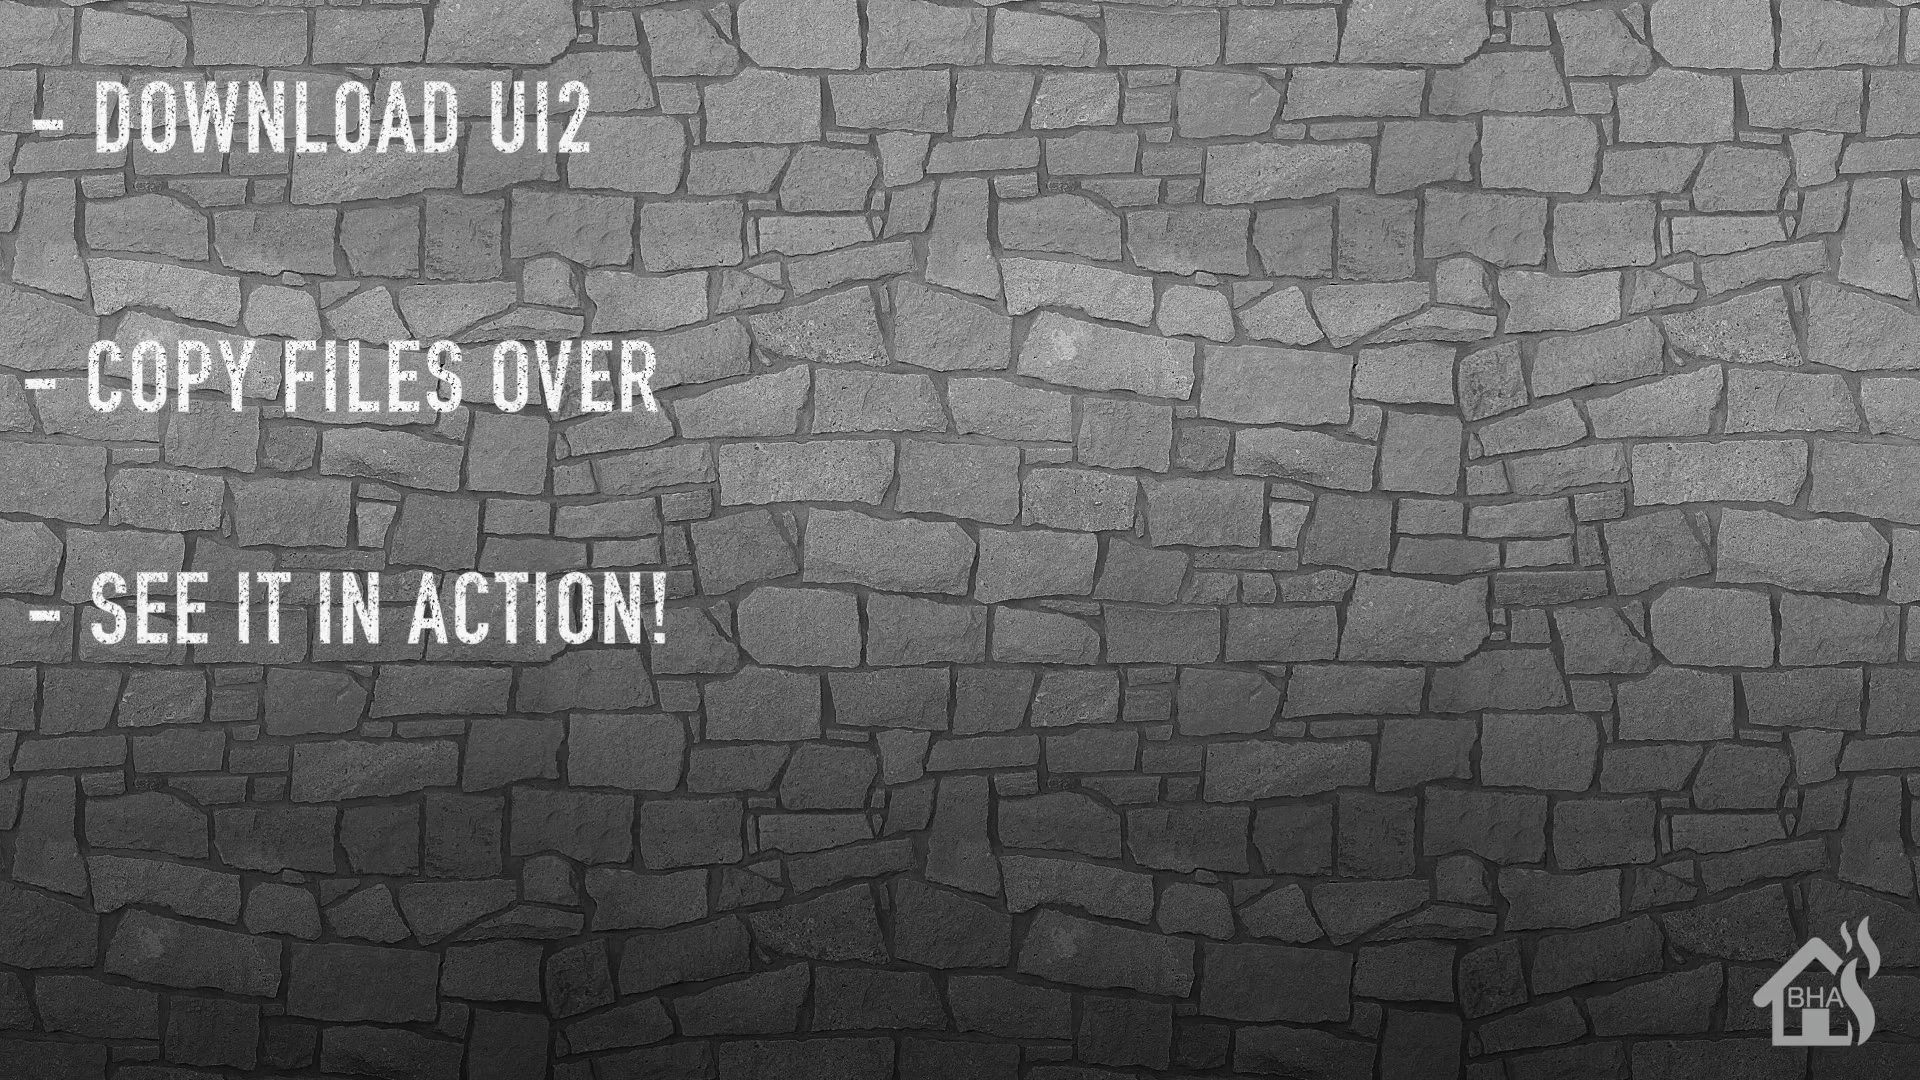 - DOWNLOAD UI2
- COPY FILES OVER
- SEE IT IN ACTION!
BHA